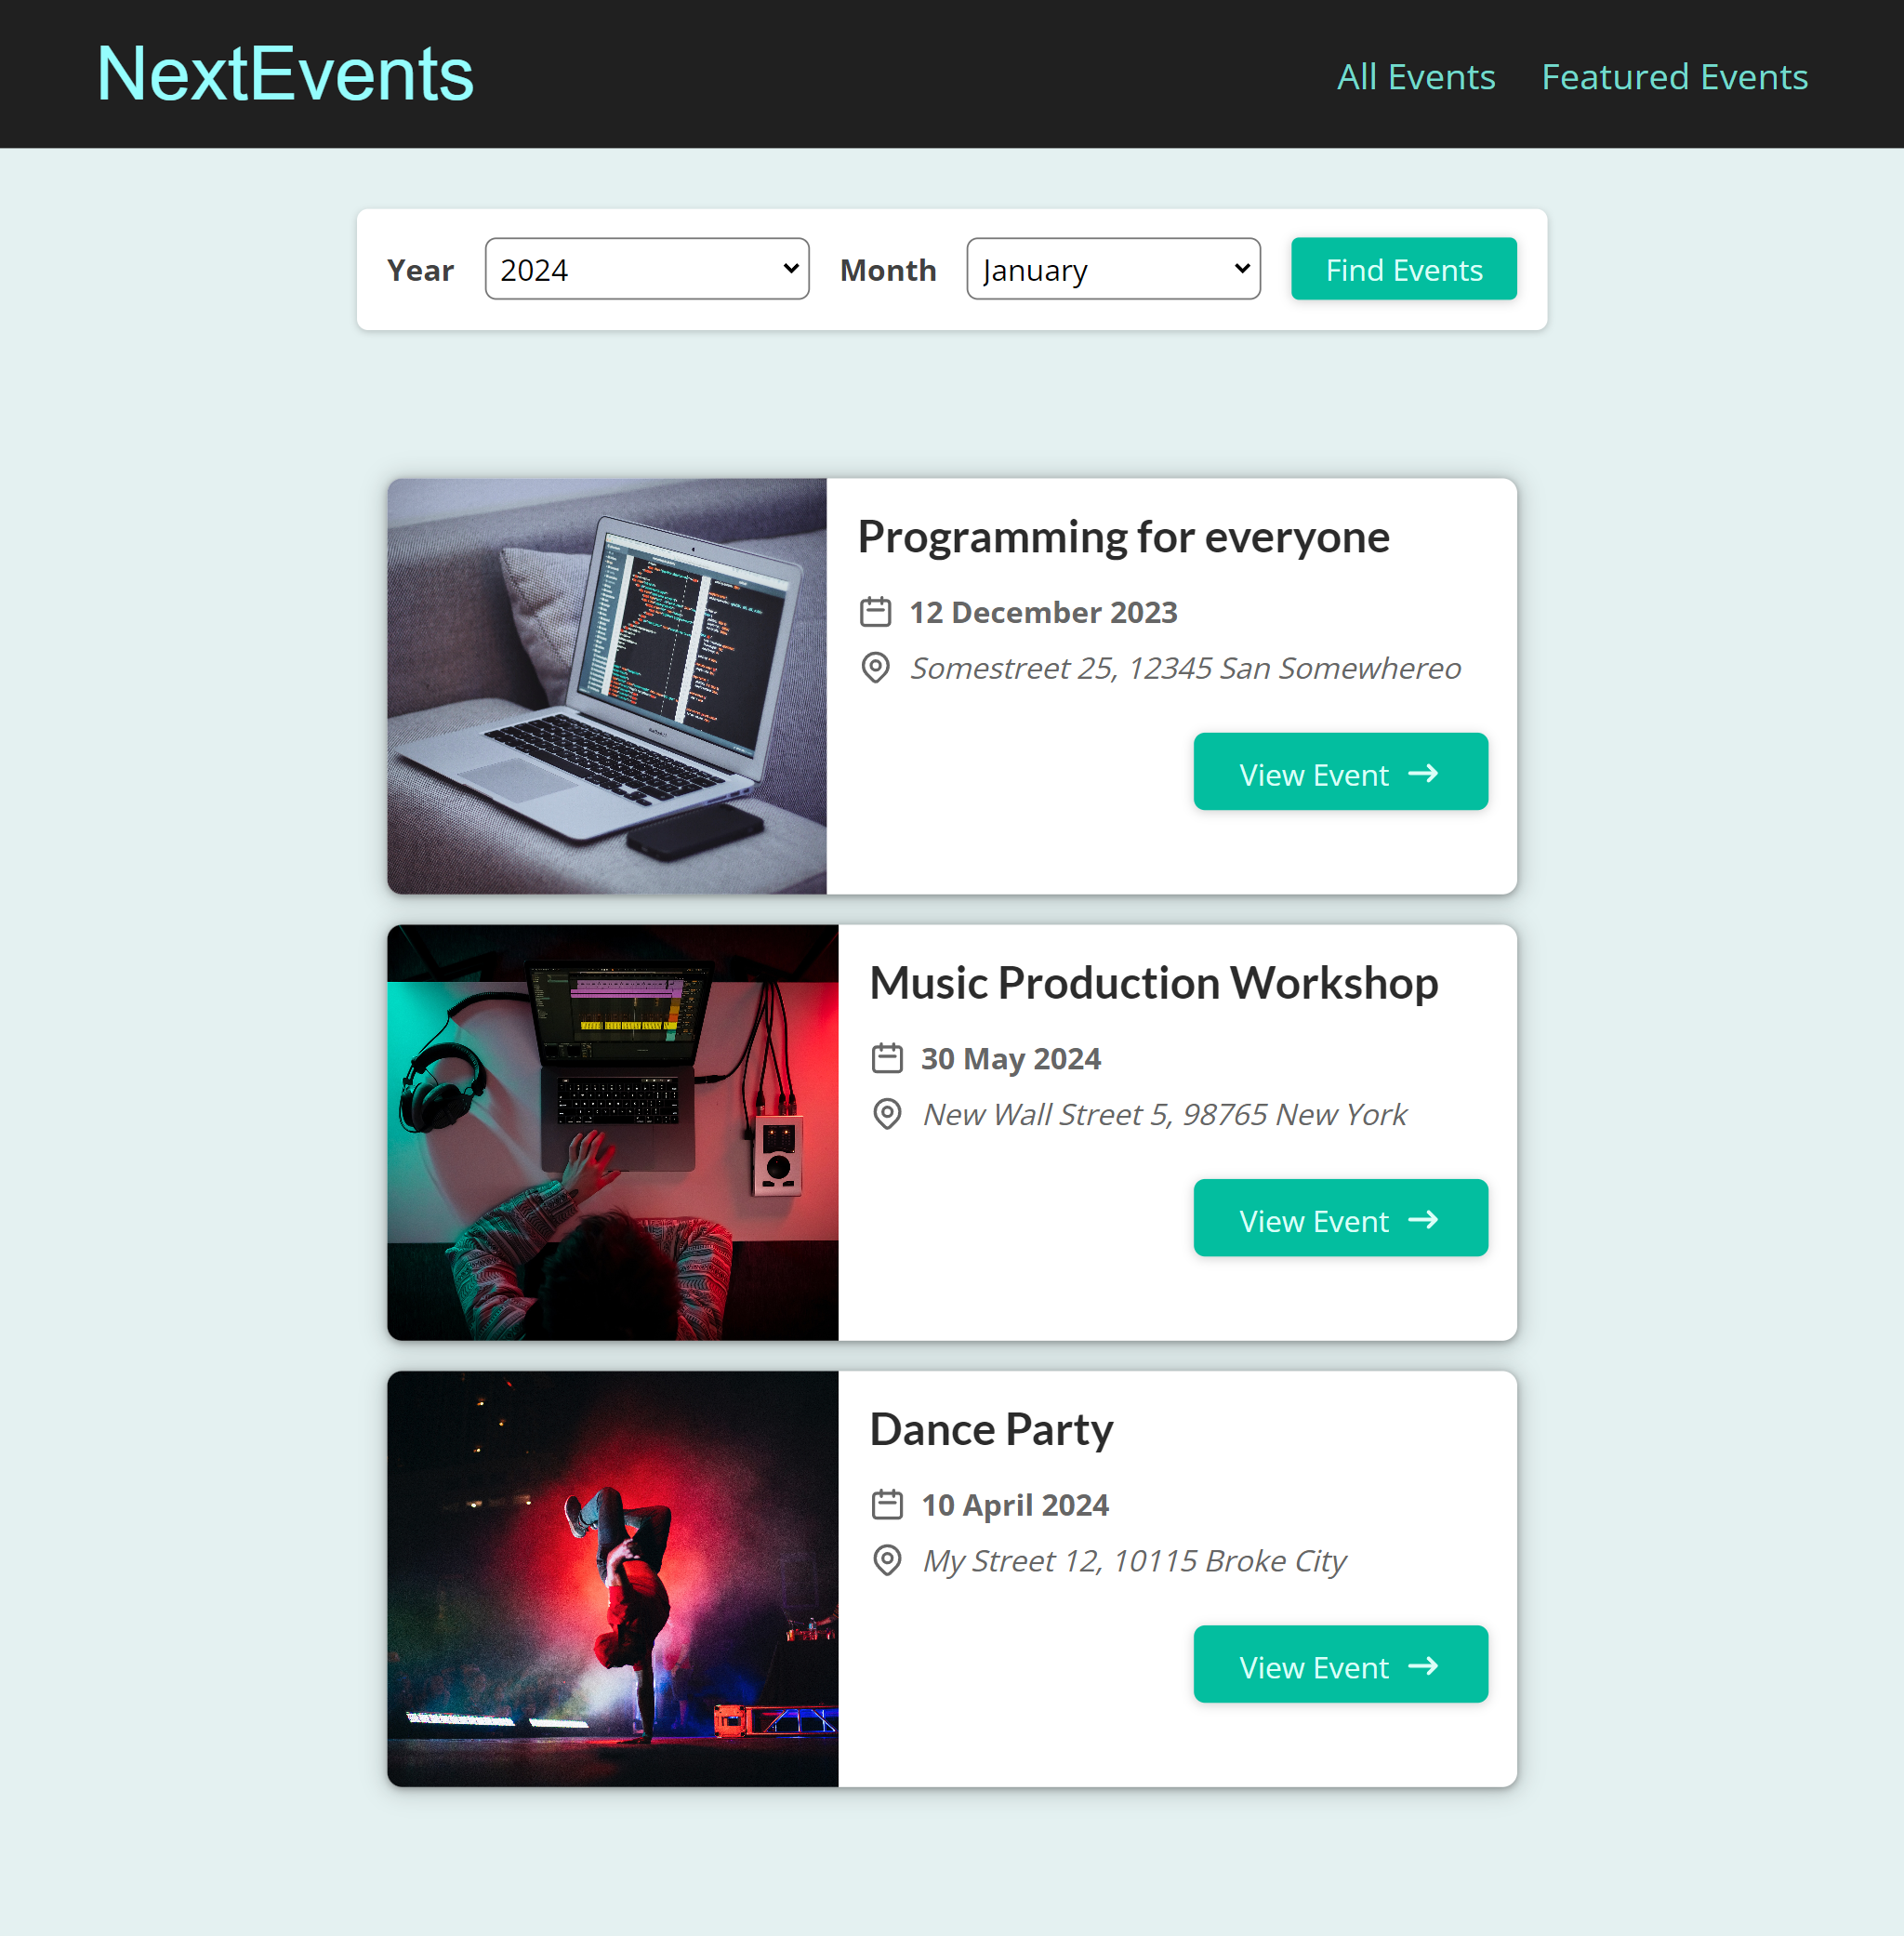 NextEvents
All Events Featured Events
Year 2024 Month January Find Events
Programming for everyone
12 December 2023
Somestreet 25, 12345 San Somewhereo
View Event
Music Production Workshop
30 May 2024
New Wall Street 5, 98765 New York
View Event
Dance Party
10 April 2024
My Street 12, 10115 Broke City
View Event